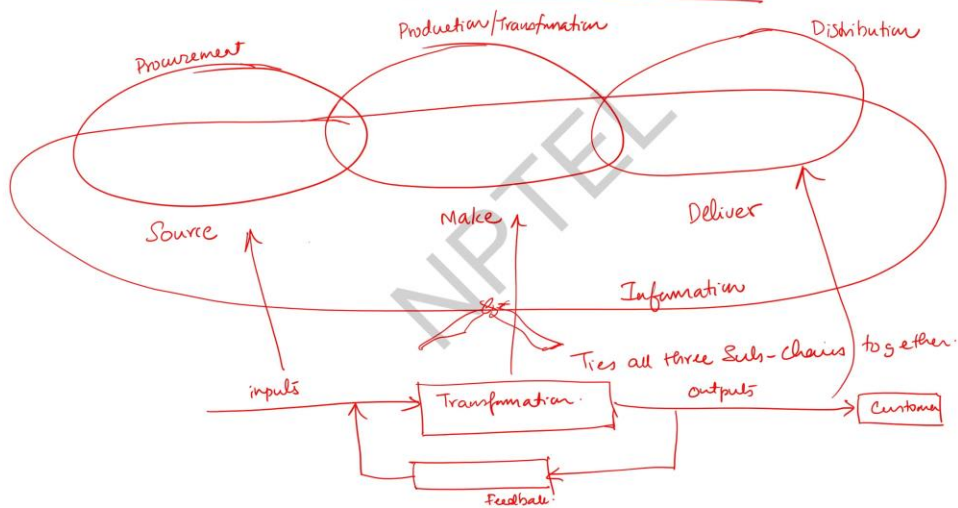 Production/Transformation
Distribution
Procurement
Source
Make
Deliver
Information
Ties all three Sub-Chains together.
inputs
Transformation.
outputs
Customer
Feedback.
NPTEL